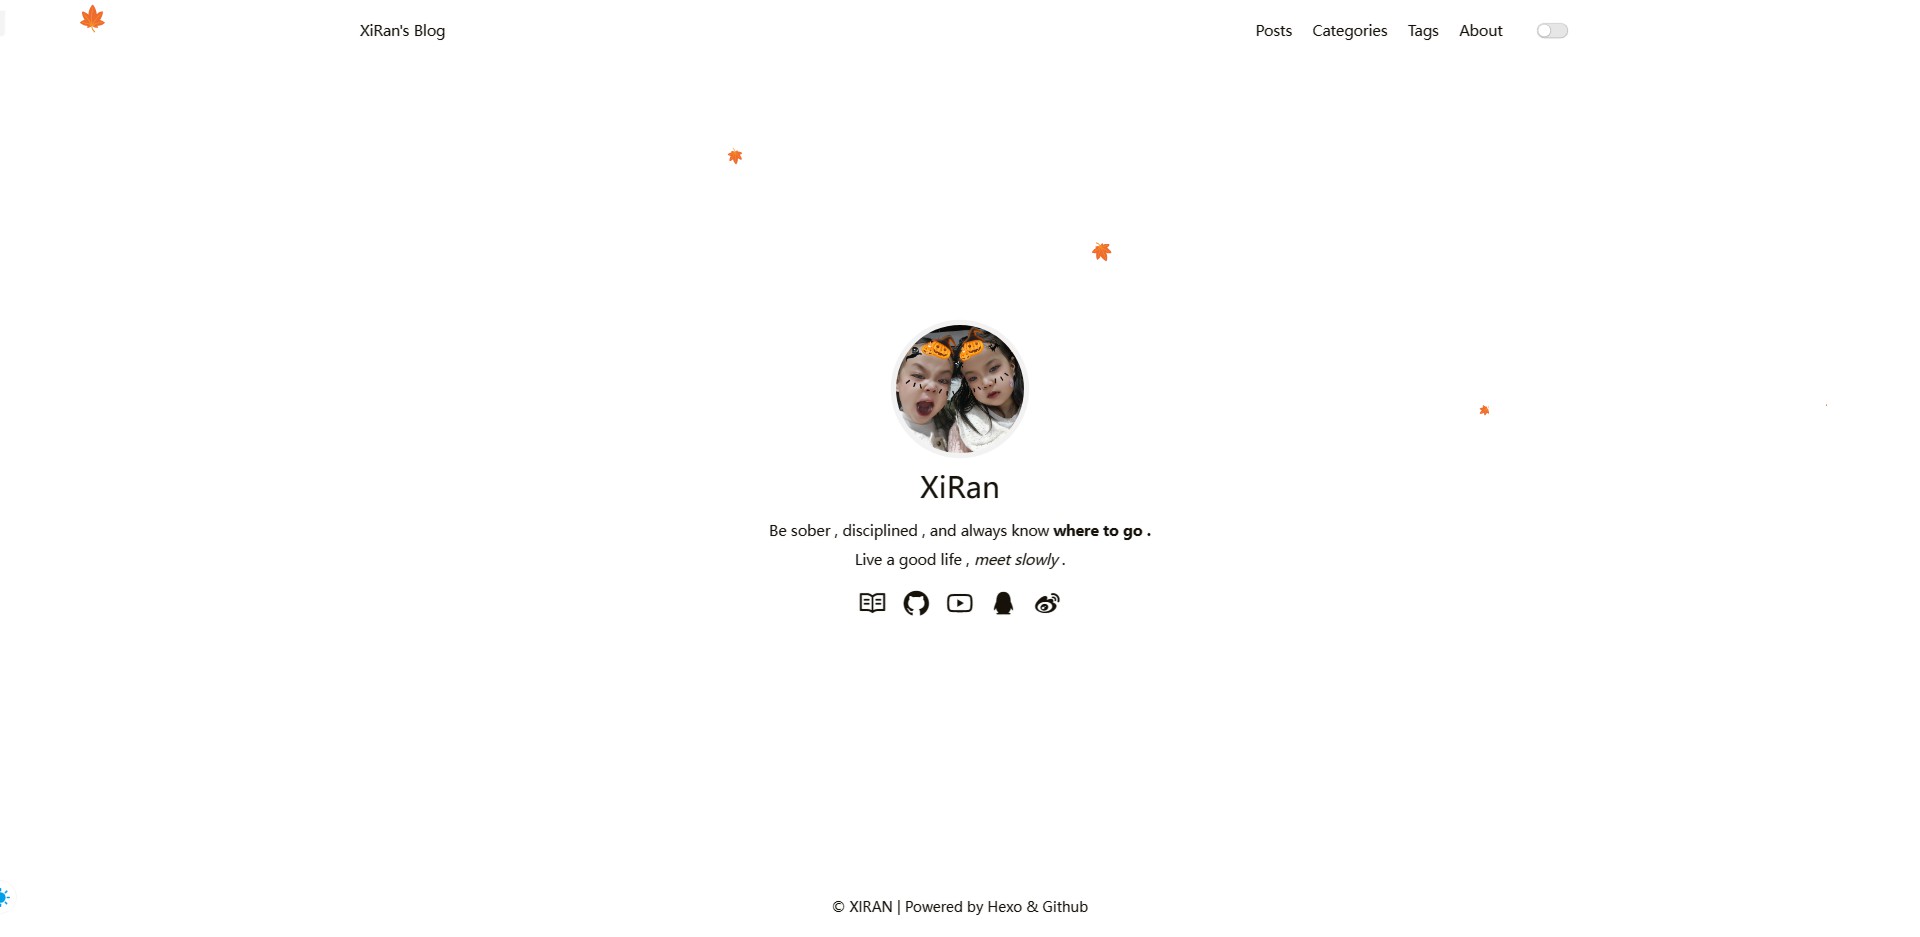 XiRan's Blog
Posts Categories Tags About
XiRan
Be sober , disciplined , and always know where to go .
Live a good life , meet slowly .
© XIRAN | Powered by Hexo & Github